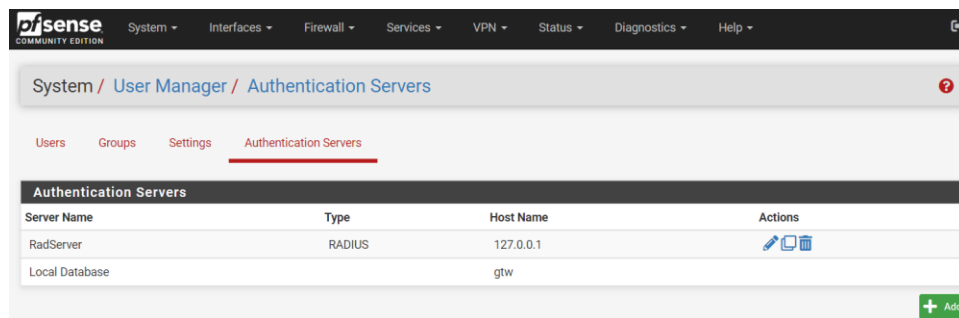 pfsense System Interfaces Firewall Services VPN Status Diagnostics Help
COMMUNITY EDITION
System / User Manager / Authentication Servers
Users Groups Settings Authentication Servers
Authentication Servers
Server Name Type Host Name Actions
RadServer RADIUS 127.0.0.1
Local Database gtw
Add